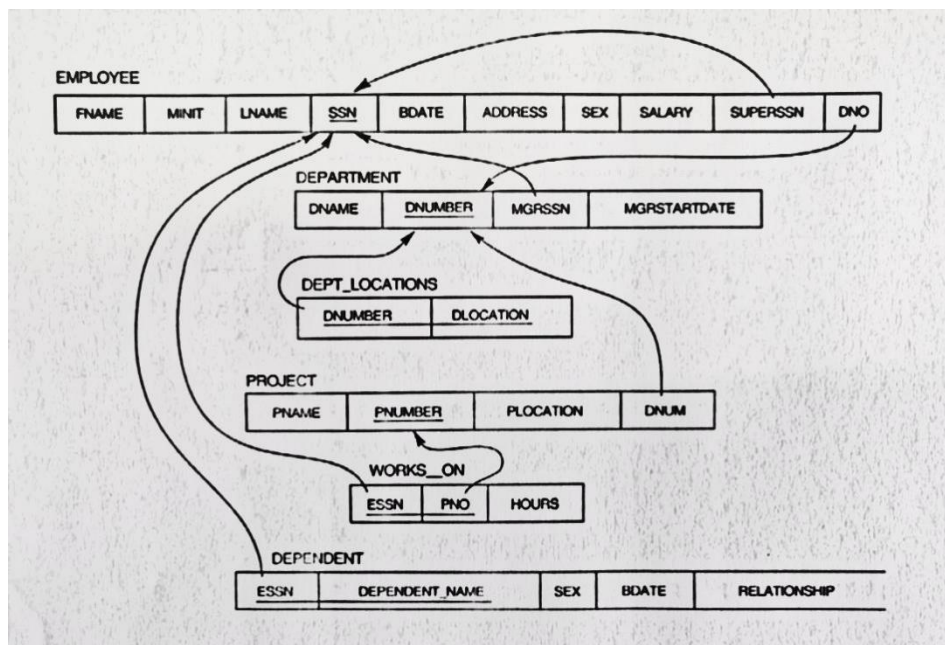 EMPLOYEE
FNAME MINIT LNAME SSN BDATE ADDRESS SEX SALARY SUPERSSN DNO
DEPARTMENT
DNAME DNUMBER MGRSSN MGRSTARTDATE
DEPT_LOCATIONS
DNUMBER DLOCATION
PROJECT
PNAME PNUMBER PLOCATION DNUM
WORKS_ON
ESSN PNO HOURS
DEPENDENT
ESSN DEPENDENT_NAME SEX BDATE RELATIONSHIP